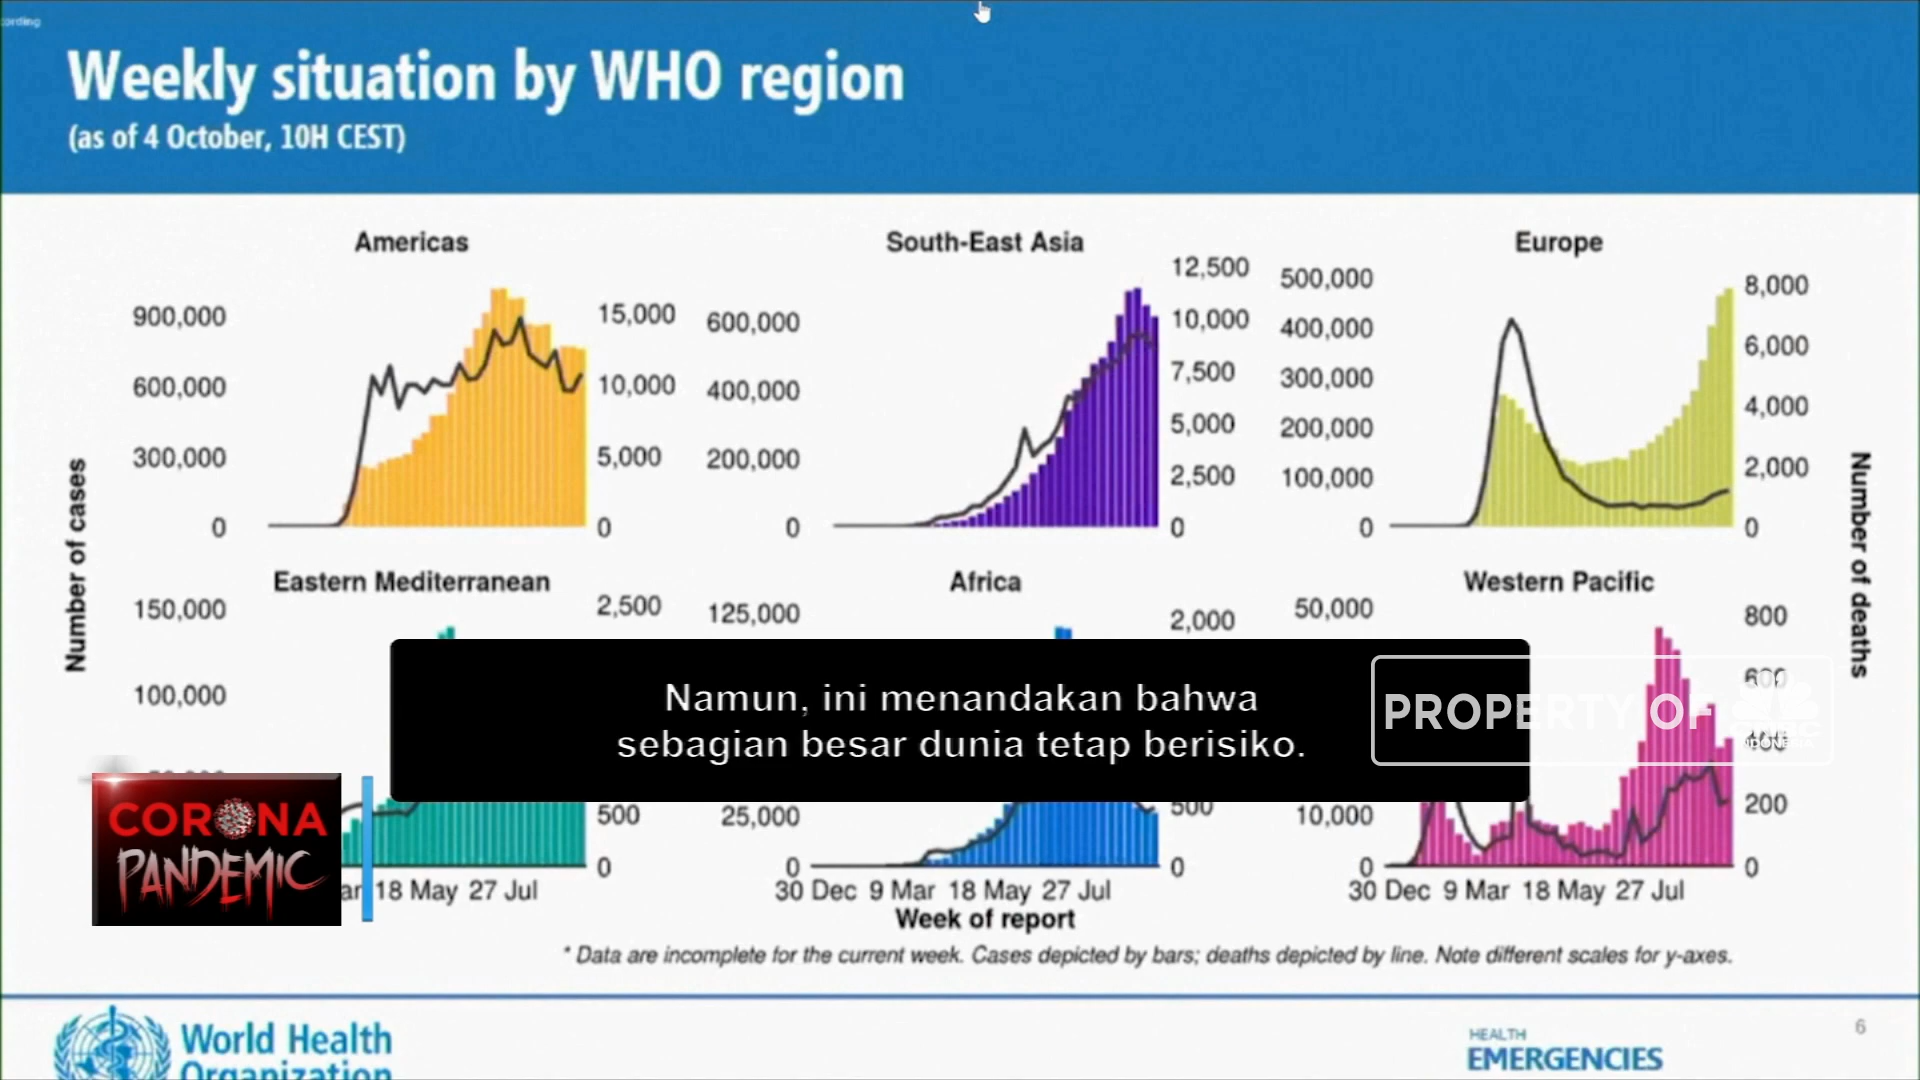 cording
Weekly situation by WHO region
(as of 4 October, 10H CEST)
Americas
South-East Asia
Europe
900,000
600,000
300,000
0
15,000
10,000
5,000
0
600,000
400,000
200,000
0
12,500
10,000
7,500
5,000
2,500
0
500,000
400,000
300,000
200,000
100,000
0
8,000
6,000
4,000
2,000
0
Number of cases
Number of deaths
Eastern Mediterranean
Africa
Western Pacific
150,000
100,000
2,500
500
0
125,000
25,000
0
2,000
500
0
50,000
10,000
0
800
600
400
200
0
Namun, ini menandakan bahwa
sebagian besar dunia tetap berisiko.
PROPERTY OF
CORONA
PANDEMIC
18 May 27 Jul
30 Dec 9 Mar 18 May 27 Jul
30 Dec 9 Mar 18 May 27 Jul
Week of report
* Data are incomplete for the current week. Cases depicted by bars; deaths depicted by line. Note different scales for y-axes.
World Health
Organization
HEALTH
EMERGENCIES
6